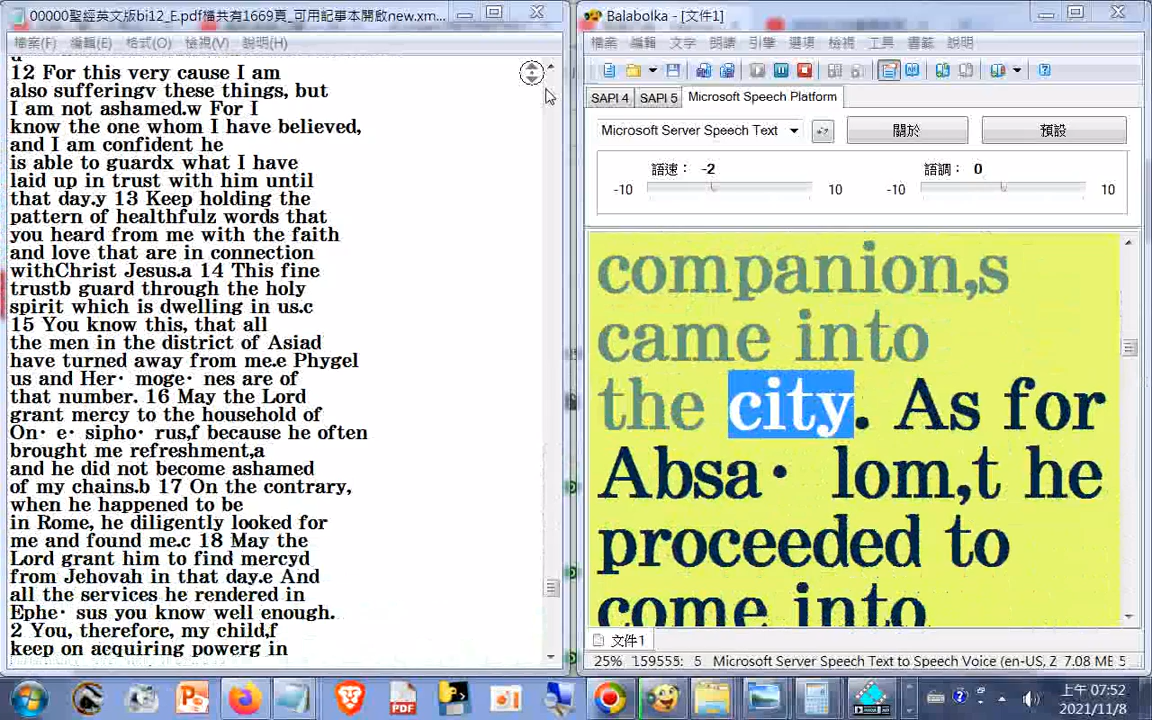 00000聖經英文版bi12_E.pdf檔共有1669頁_可用記事本開啟new.xm...
檔案(F) 編輯(E) 格式(O) 檢視(V) 說明(H)
12 For this very cause I am
also sufferingv these things, but
I am not ashamed.w For I
know the one whom I have believed,
and I am confident he
is able to guardx what I have
laid up in trust with him until
that day.y 13 Keep holding the
pattern of healthfulz words that
you heard from me with the faith
and love that are in connection
withChrist Jesus.a 14 This fine
trustb guard through the holy
spirit which is dwelling in us.c
15 You know this, that all
the men in the district of Asiad
have turned away from me.e Phygel
us and Her· moge· nes are of
that number. 16 May the Lord
grant mercy to the household of
On· e· sipho· rus,f because he often
brought me refreshment,a
and he did not become ashamed
of my chains.b 17 On the contrary,
when he happened to be
in Rome, he diligently looked for
me and found me.c 18 May the
Lord grant him to find mercyd
from Jehovah in that day.e And
all the services he rendered in
Ephe· sus you know well enough.
2 You, therefore, my child,f
keep on acquiring powerg in
Balabolka - [文件1]
檔案 編輯 文字 朗讀 引擎 選項 檢視 工具 書籤 說明
SAPI 4 SAPI 5 Microsoft Speech Platform
Microsoft Server Speech Text 關於 預設
語速： -2 語調： 0
-10 10 -10 10
companion,s
came into
the city. As for
Absa· lom,t he
proceeded to
come into
文件1
25% 159555: 5 Microsoft Server Speech Text to Speech Voice (en-US, Z 7.08 MB 5
PDF
上午 07:52
2021/11/8